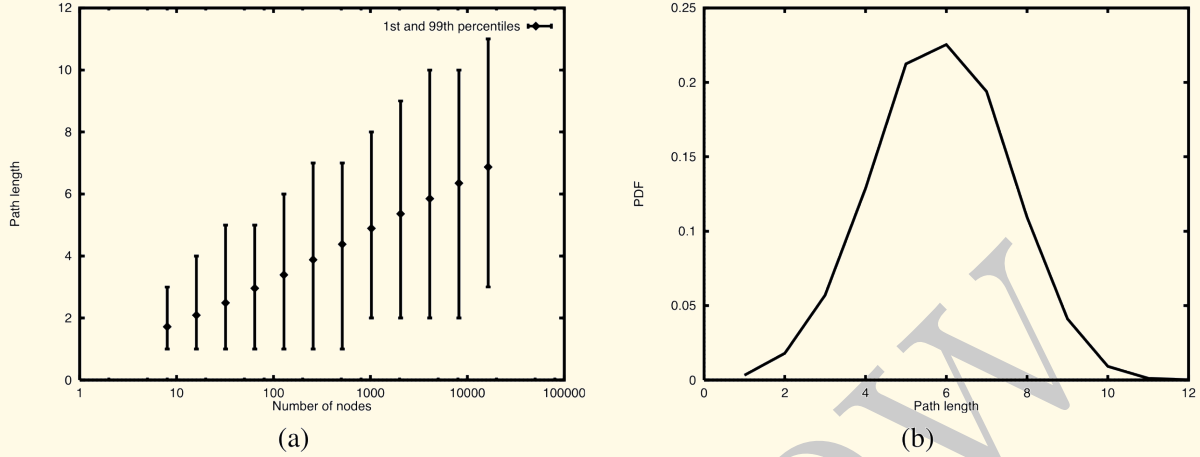 12
10
8
6
4
2
0
Path length
1st and 99th percentiles
1 10 100 1000 10000 100000
Number of nodes
(a)
0.25
0.2
0.15
0.1
0.05
0
PDF
0 2 4 6 8 10 12
Path length
(b)
W